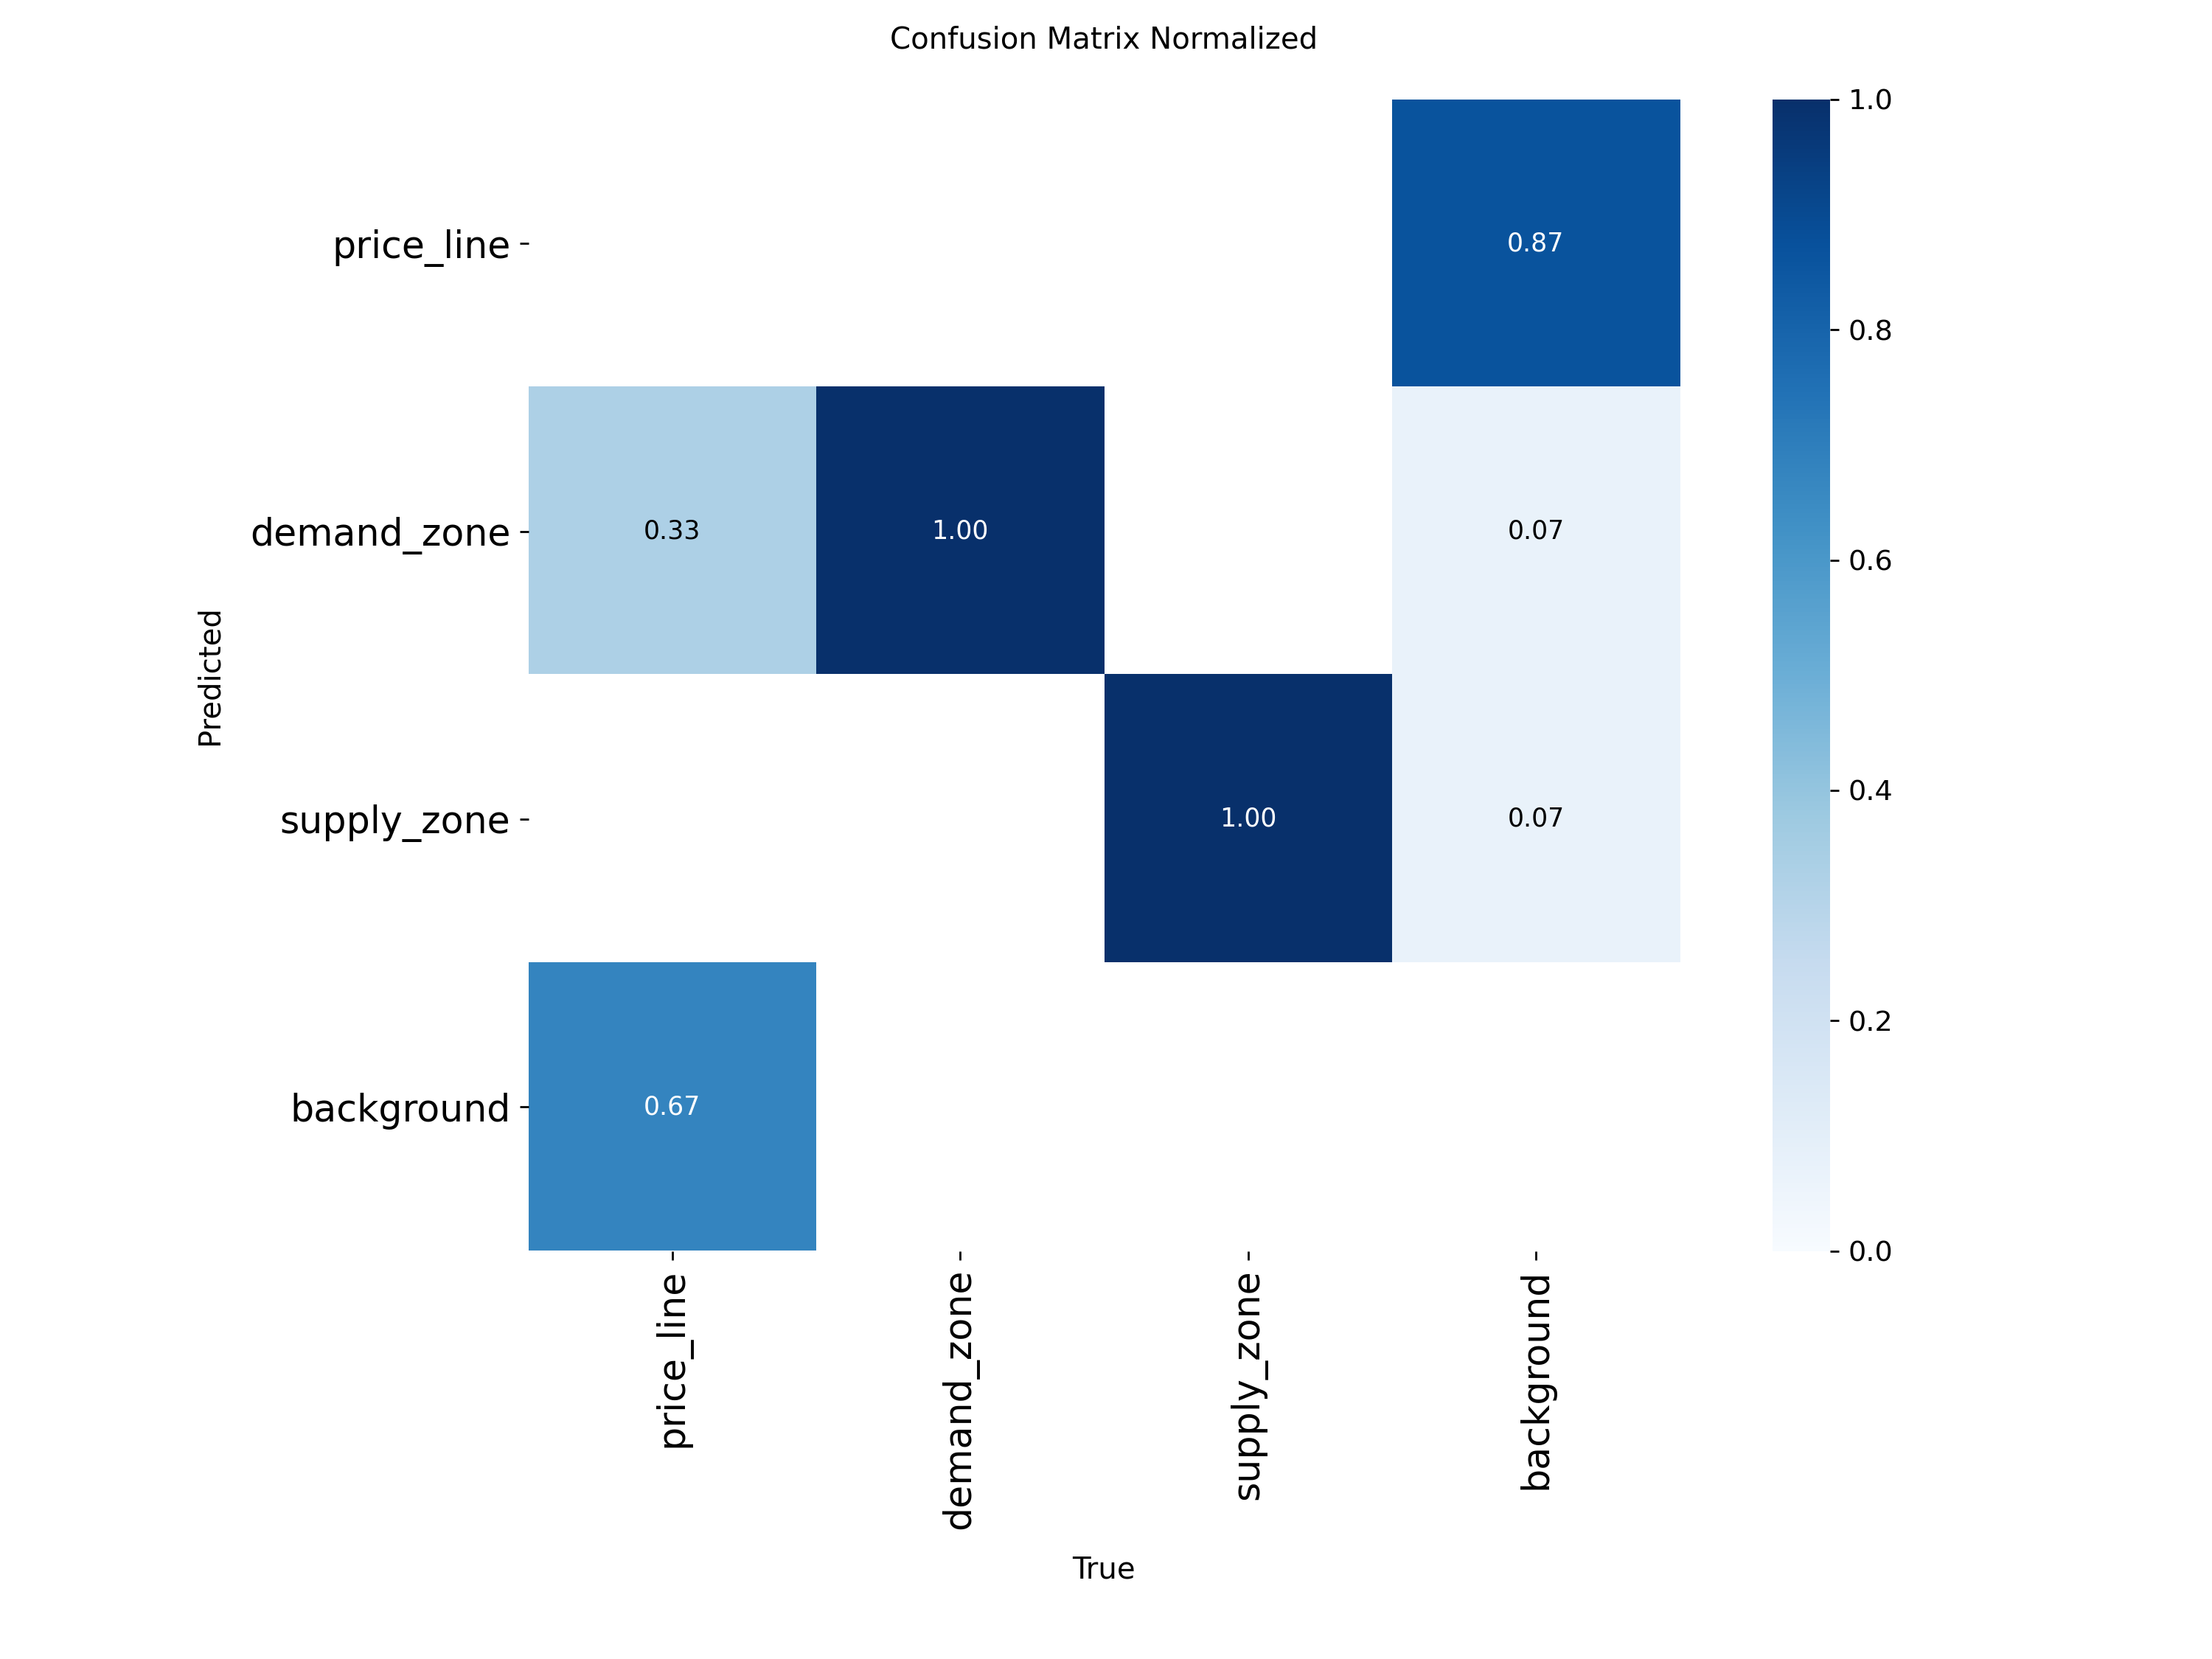 Confusion Matrix Normalized
price_line
demand_zone
supply_zone
background
Predicted
0.87
0.33 1.00 0.07
1.00 0.07
0.67
1.0
0.8
0.6
0.4
0.2
0.0
price_line
demand_zone
supply_zone
background
True